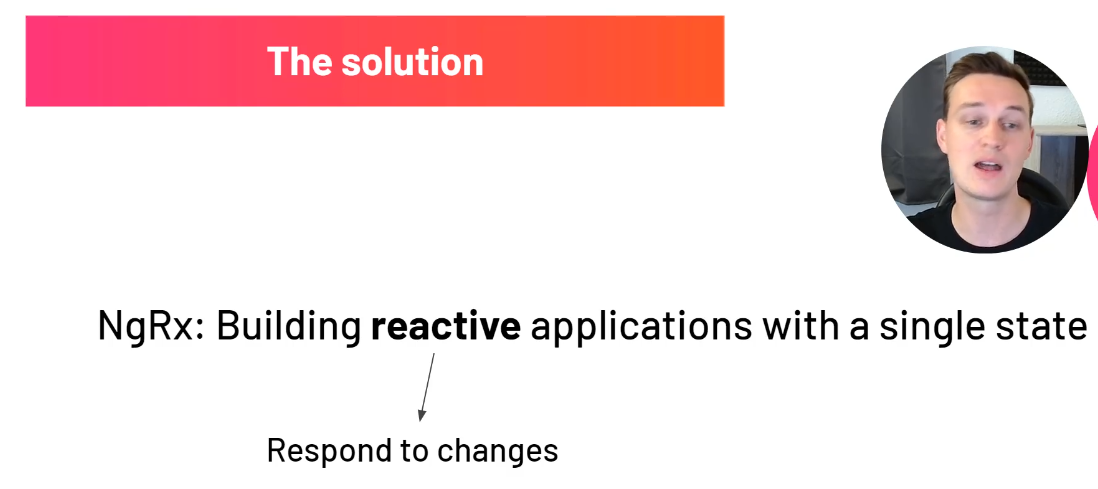 The solution
NgRx: Building reactive applications with a single state
Respond to changes